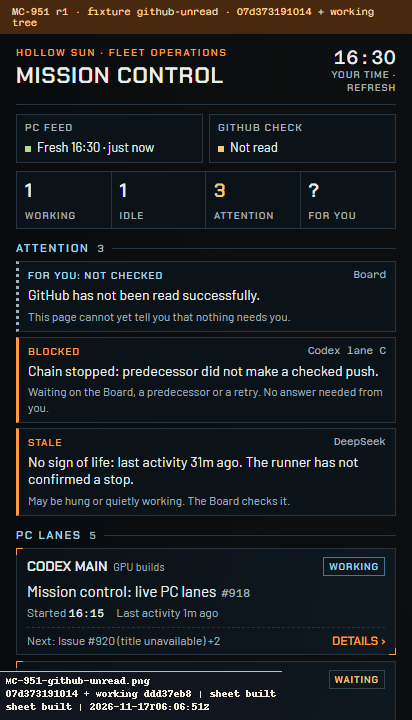 MC-951 r1 · fixture github-unread · 07d373191014 + working
tree
HOLLOW SUN · FLEET OPERATIONS
MISSION CONTROL
16:30
YOUR TIME ·
REFRESH
PC FEED
Fresh 16:30 · just now
GITHUB CHECK
Not read
1
WORKING
1
IDLE
3
ATTENTION
?
FOR YOU
ATTENTION 3
FOR YOU: NOT CHECKED
Board
GitHub has not been read successfully.
This page cannot yet tell you that nothing needs you.
BLOCKED
Codex lane C
Chain stopped: predecessor did not make a checked push.
Waiting on the Board, a predecessor or a retry. No answer needed from
you.
STALE
DeepSeek
No sign of life: last activity 31m ago. The runner has not
confirmed a stop.
May be hung or quietly working. The Board checks it.
PC LANES 5
CODEX MAIN GPU builds
WORKING
Mission control: live PC lanes #918
Started 16:15 Last activity 1m ago
Next: Issue #920 (title unavailable) +2
DETAILS ›
WAITING
MC-951-github-unread.png
07d373191014 + working ddd37eb8 | sheet built
sheet built | 2026-11-17T06:06:51Z